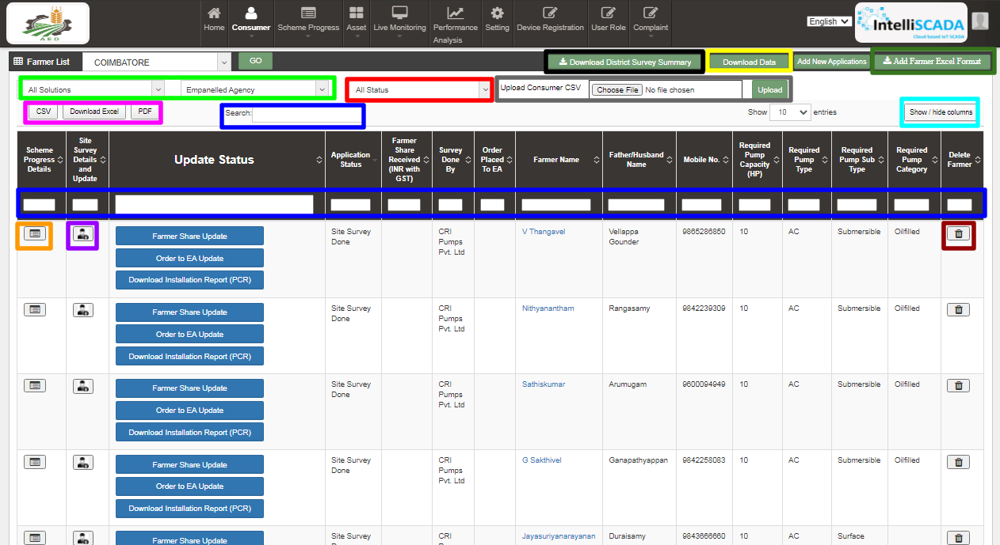 Home
Consumer
Scheme Progress
Asset
Live Monitoring
Performance
Analysis
Setting
Device Registration
User Role
Complaint
English
IntelliSCADA
Cloud based IoT SCADA
AED
Farmer List
COIMBATORE
GO
Download District Survey Summary
Download Data
Add New Applications
Add Farmer Excel Format
All Solutions
Empanelled Agency
All Status
Upload Consumer CSV
Choose File No file chosen
Upload
CSV
Download Excel
PDF
Search:
Show 10 entries
Show / hide columns
Scheme
Progress
Details
Site
Survey
Details
and
Update
Update Status
Application
Status
Farmer
Share
Received
(INR with
GST)
Survey
Done
By
Order
Placed
To EA
Farmer Name
Father/Husband
Name
Mobile No.
Required
Pump
Capacity
(HP)
Required
Pump
Type
Required
Pump Sub
Type
Required
Pump
Category
Delete
Farmer
Farmer Share Update
Order to EA Update
Download Installation Report (PCR)
Site Survey
Done
CRI
Pumps
Pvt. Ltd
V Thangavel
Vellappa
Gounder
9865286850
10
AC
Submersible
Oilfilled
Farmer Share Update
Order to EA Update
Download Installation Report (PCR)
Site Survey
Done
CRI
Pumps
Pvt. Ltd
Nithyanantham
Rangasamy
9842239309
10
AC
Submersible
Oilfilled
Farmer Share Update
Order to EA Update
Download Installation Report (PCR)
Site Survey
Done
CRI
Pumps
Pvt. Ltd
Sathiskumar
Arumugam
9600094949
10
AC
Submersible
Oilfilled
Farmer Share Update
Order to EA Update
Download Installation Report (PCR)
Site Survey
Done
CRI
Pumps
Pvt. Ltd
G Sakthivel
Ganapathyappan
9842258083
10
AC
Submersible
Oilfilled
Farmer Share Update
Site Survey
Done
CRI
Pumps
Jayasuriyanarayanan
Duraisamy
9843666660
10
AC
Surface